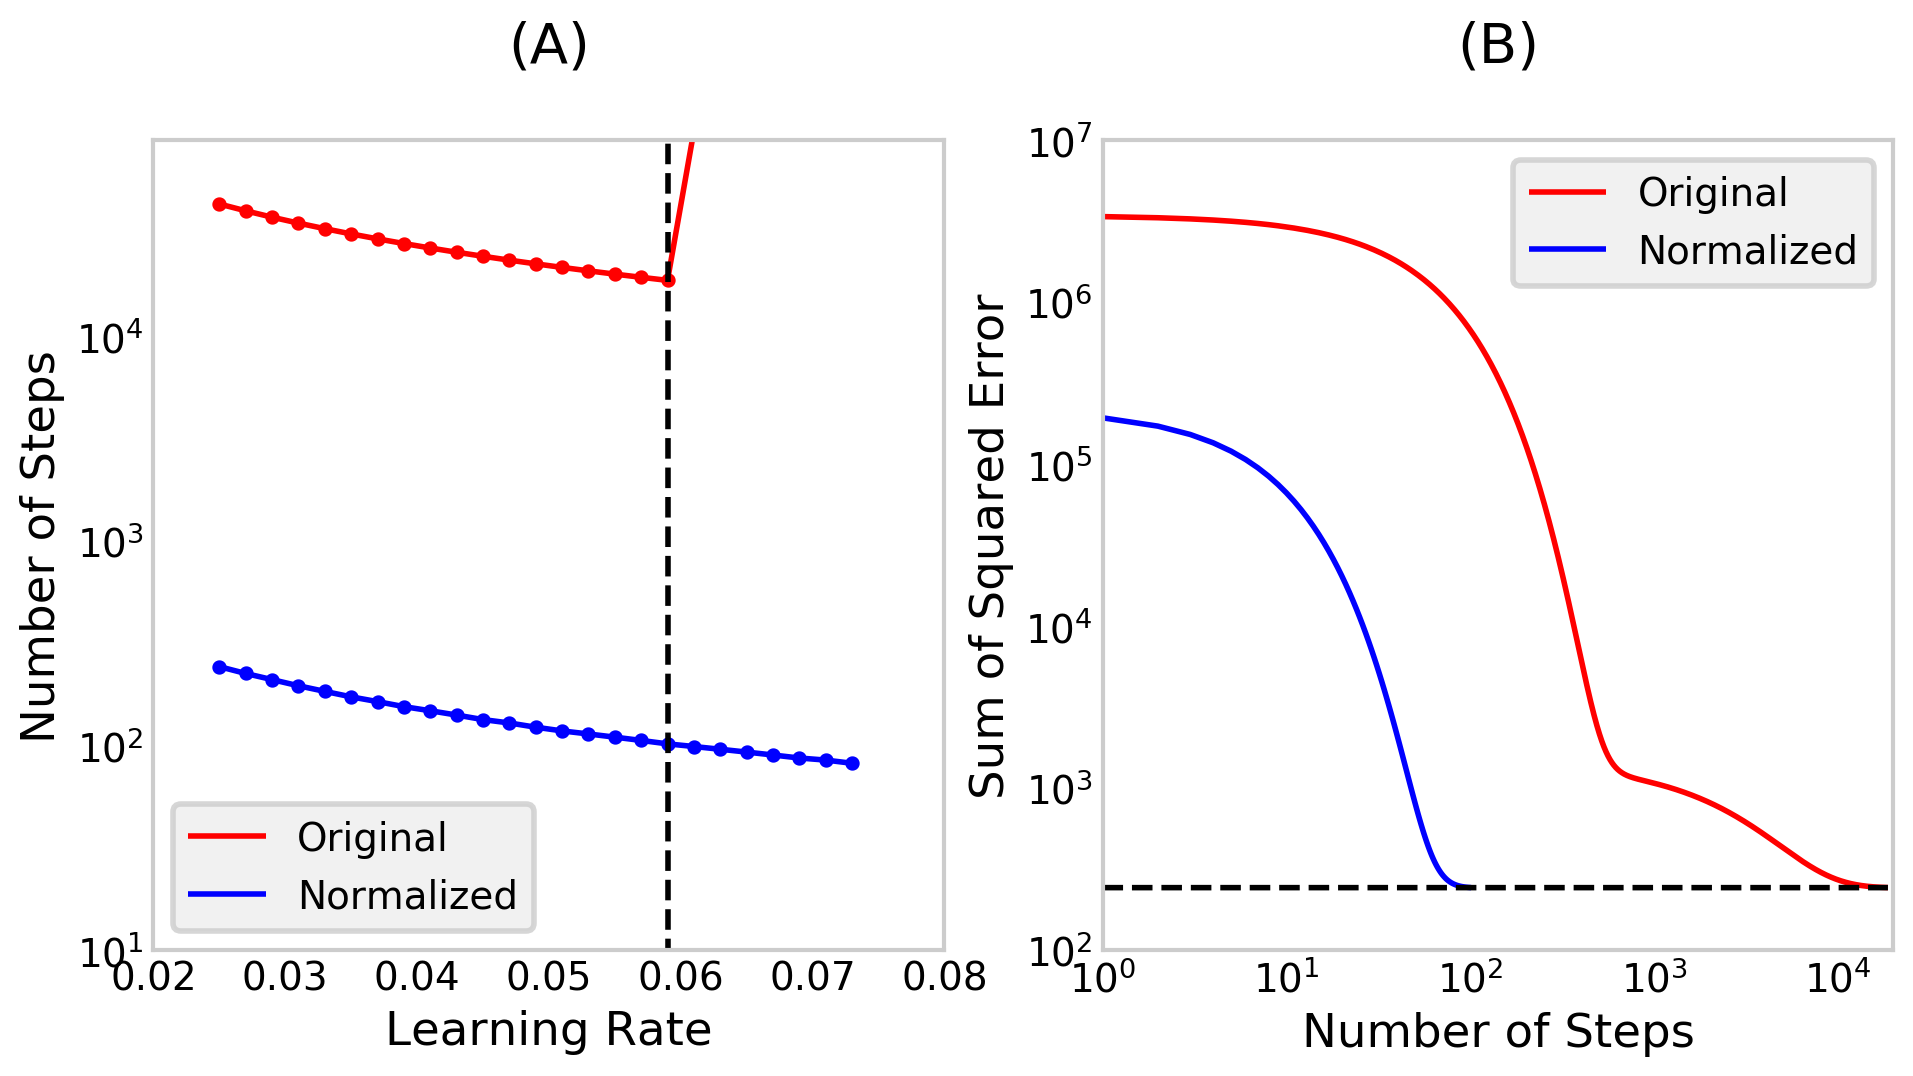 (A)
Number of Steps
10^4
10^3
10^2
10^1
Original
Normalized
0.02 0.03 0.04 0.05 0.06 0.07 0.08
Learning Rate
(B)
Sum of Squared Error
10^7
10^6
10^5
10^4
10^3
10^2
Original
Normalized
10^0 10^1 10^2 10^3 10^4
Number of Steps